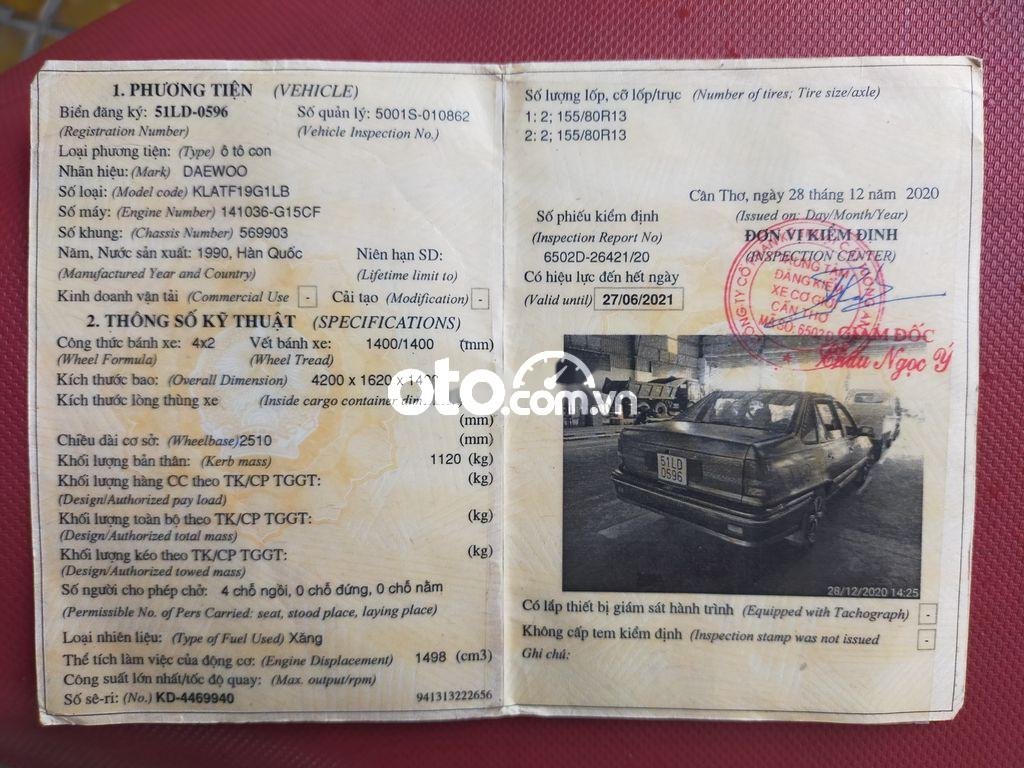 1. PHƯƠNG TIỆN (VEHICLE)
Biển đăng ký: 51LD-0596 Số quản lý: 5001S-010862
(Registration Number) (Vehicle Inspection No.)
Loại phương tiện: (Type) ô tô con
Nhãn hiệu: (Mark) DAEWOO
Số loại: (Model code) KLATF19G1LB
Số máy: (Engine Number) 141036-G15CF
Số khung: (Chassis Number) 569903
Năm, Nước sản xuất: 1990, Hàn Quốc Niên hạn SD:
(Manufactured Year and Country) (Lifetime limit to)
Kinh doanh vận tải (Commercial Use - Cải tạo (Modification) -
2. THÔNG SỐ KỸ THUẬT (SPECIFICATIONS)
Công thức bánh xe: 4x2 Vết bánh xe: 1400/1400 (mm)
(Wheel Formula) (Wheel Tread)
Kích thước bao: (Overall Dimension) 4200 x 1620 x
Kích thước lòng thùng xe (Inside cargo container
(mm)
Chiều dài cơ sở: (Wheelbase)2510 (mm)
Khối lượng bản thân: (Kerb mass) 1120 (kg)
Khối lượng hàng CC theo TK/CP TGGT: (kg)
(Design/Authorized pay load)
Khối lượng toàn bộ theo TK/CP TGGT: (kg)
(Design/Authorized total mass)
Khối lượng kéo theo TK/CP TGGT: (kg)
(Design/Authorized towed mass)
Số người cho phép chở: 4 chỗ ngồi, 0 chỗ đứng, 0 chỗ nằm
(Permissible No. of Pers Carried: seat, stood place, laying place)
Loại nhiên liệu: (Type of Fuel Used) Xăng
Thể tích làm việc của động cơ: (Engine Displacement) 1498 (cm3)
Công suất lớn nhất/tốc độ quay: (Max. output/rpm)
Số sê-ri: (No.) KD-4469940 941313222656
Số lượng lốp, cỡ lốp/trục (Number of tires; Tire size/axle)
1: 2; 155/80R13
2: 2; 155/80R13
Cần Thơ, ngày 28 tháng 12 năm 2020
Số phiếu kiểm định (Issued on: Day/Month/Year)
(Inspection Report No) ĐƠN VỊ KIỂM ĐỊNH
6502D-26421/20 (INSPECTION CENTER)
Có hiệu lực đến hết ngày
(Valid until) 27/06/2021
TRUNG TÂM
ĐĂNG KIỂM
XE CƠ GIỚI
CẦN THƠ
MÃ SỐ: 6502D
GIÁM ĐỐC
Châu Ngọc Ý
oto.com.vn
51LD
0596
28/12/2020 14:25
Có lắp thiết bị giám sát hành trình (Equipped with Tachograph) -
Không cấp tem kiểm định (Inspection stamp was not issued -
Ghi chú: